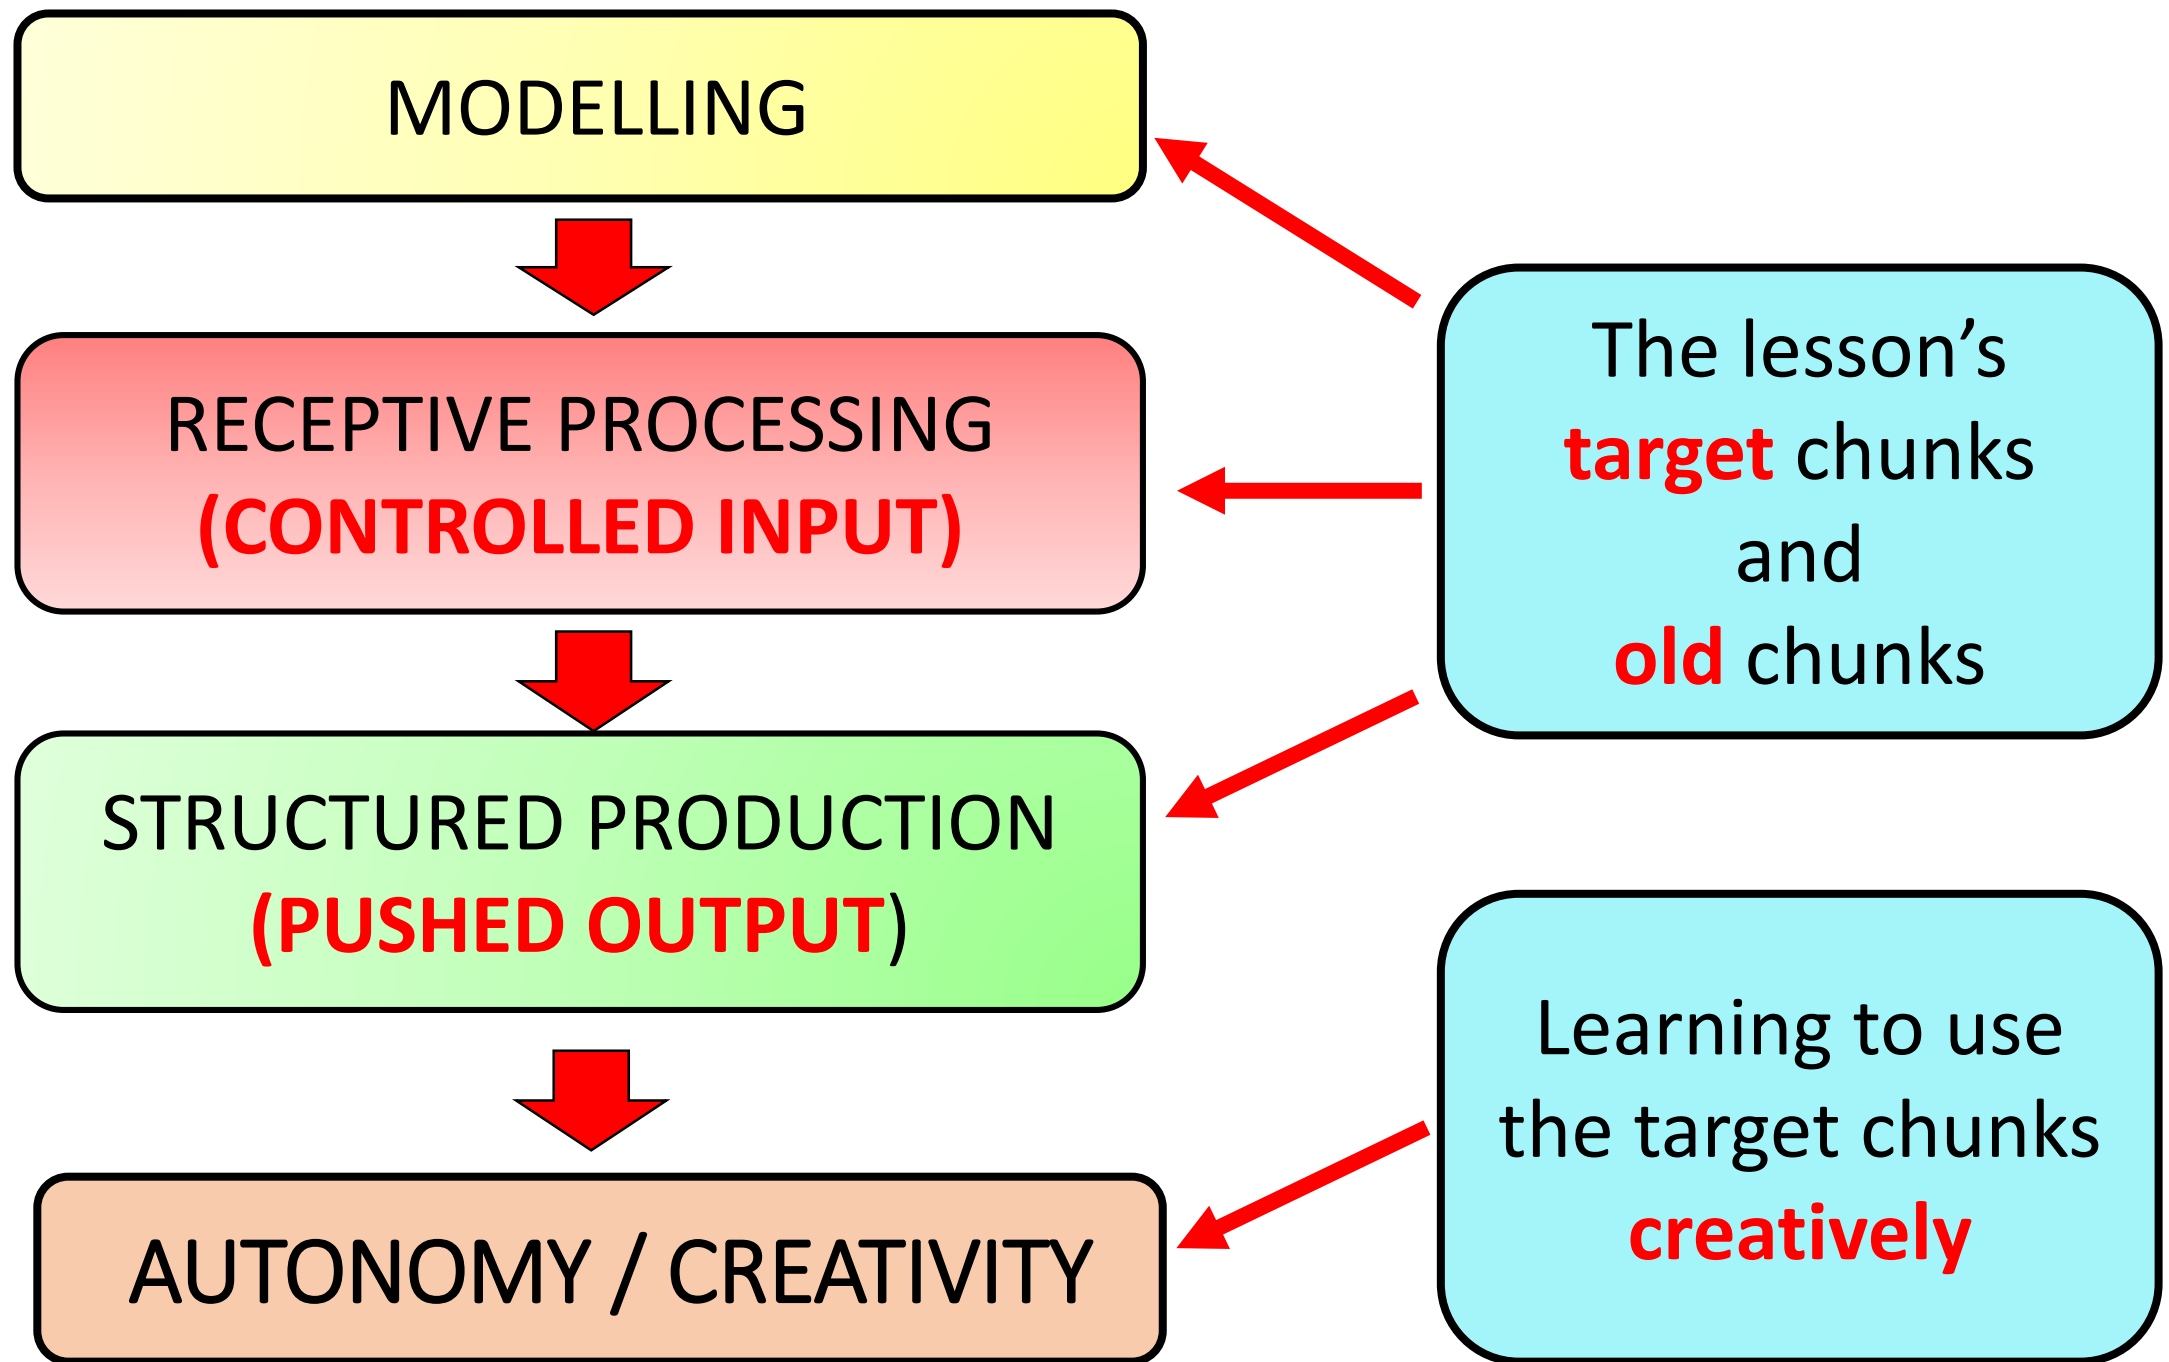 MODELLING
RECEPTIVE PROCESSING
(CONTROLLED INPUT)
STRUCTURED PRODUCTION
(PUSHED OUTPUT)
AUTONOMY / CREATIVITY
The lesson’s
target chunks
and
old chunks
Learning to use
the target chunks
creatively